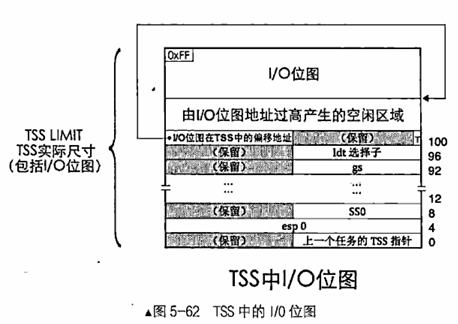 0xFF
I/O位图
由I/O位图地址过高产生的空闲区域
I/O位图在TSS中的偏移地址 (保留) T 100
(保留) ldt 选择子 96
(保留) gs 92
TSS LIMIT
TSS实际尺寸
(包括I/O位图)
... ...
... ... 12
(保留) SS0 8
esp 0 4
(保留) 上一个任务的TSS 指针 0
TSS中I/O位图
▲图 5-62 TSS 中的 I/0 位图